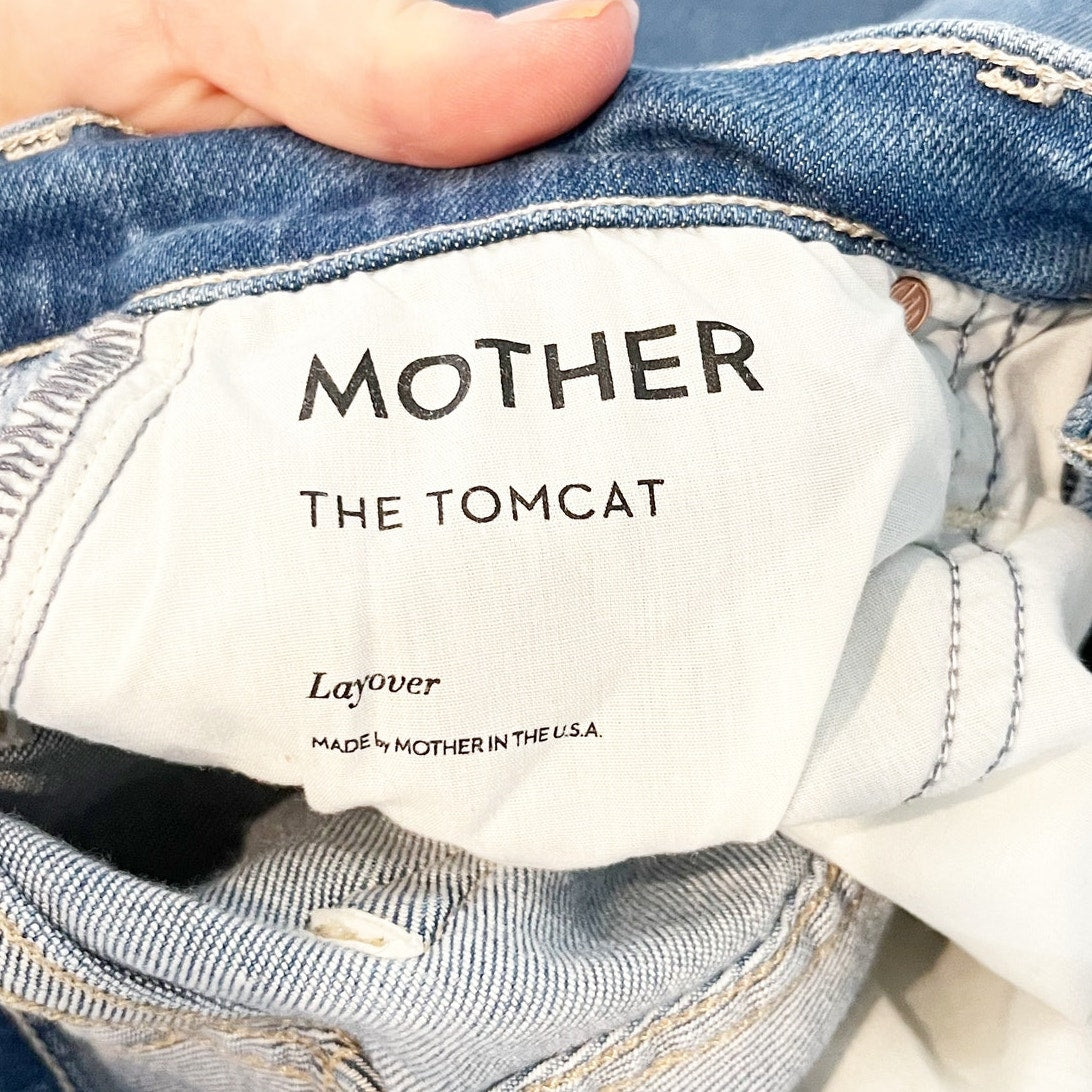 MOTHER
THE TOMCAT
Layover
MADE by MOTHER IN THE U.S.A.